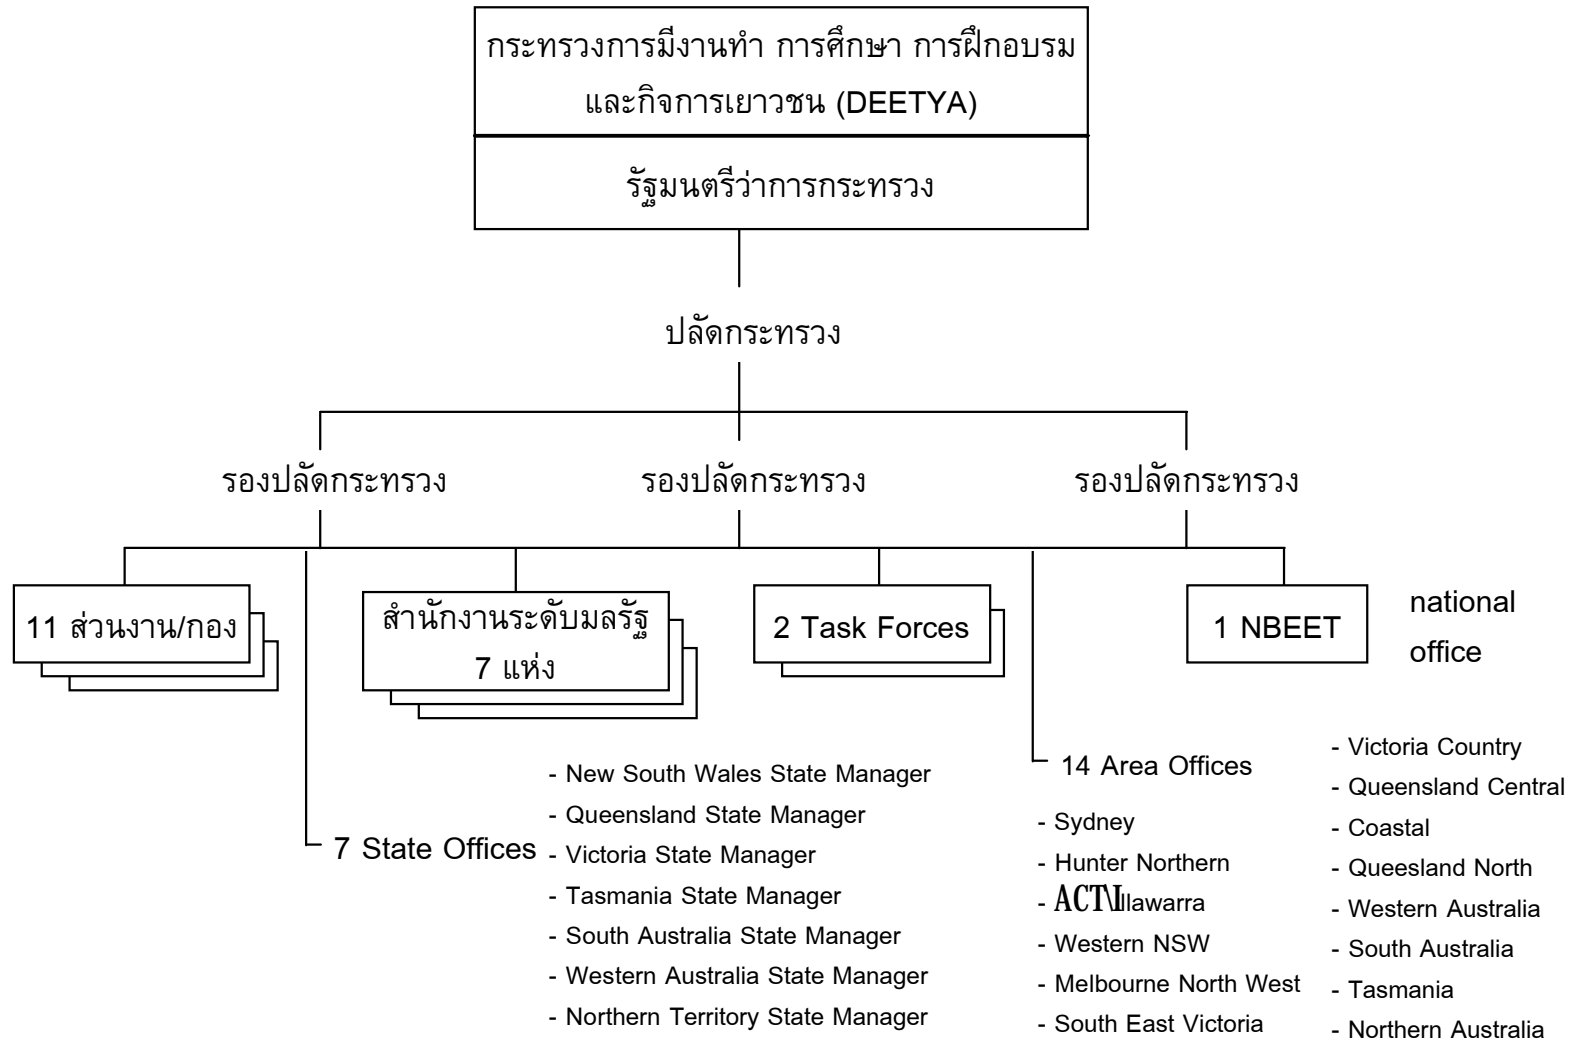 กระทรวงการมีงานทำ การศึกษา การฝึกอบรม
และกิจการเยาวชน (DEETYA)
รัฐมนตรีว่าการกระทรวง
ปลัดกระทรวง
รองปลัดกระทรวง
รองปลัดกระทรวง
รองปลัดกระทรวง
11 ส่วนงาน/กอง
สำนักงานระดับมลรัฐ
7 แห่ง
2 Task Forces
1 NBEET
national
office
7 State Offices
- New South Wales State Manager
- Queensland State Manager
- Victoria State Manager
- Tasmania State Manager
- South Australia State Manager
- Western Australia State Manager
- Northern Territory State Manager
14 Area Offices
- Sydney
- Hunter Northern
- ACT\Illawarra
- Western NSW
- Melbourne North West
- South East Victoria
- Victoria Country
- Queensland Central
- Coastal
- Queesland North
- Western Australia
- South Australia
- Tasmania
- Northern Australia